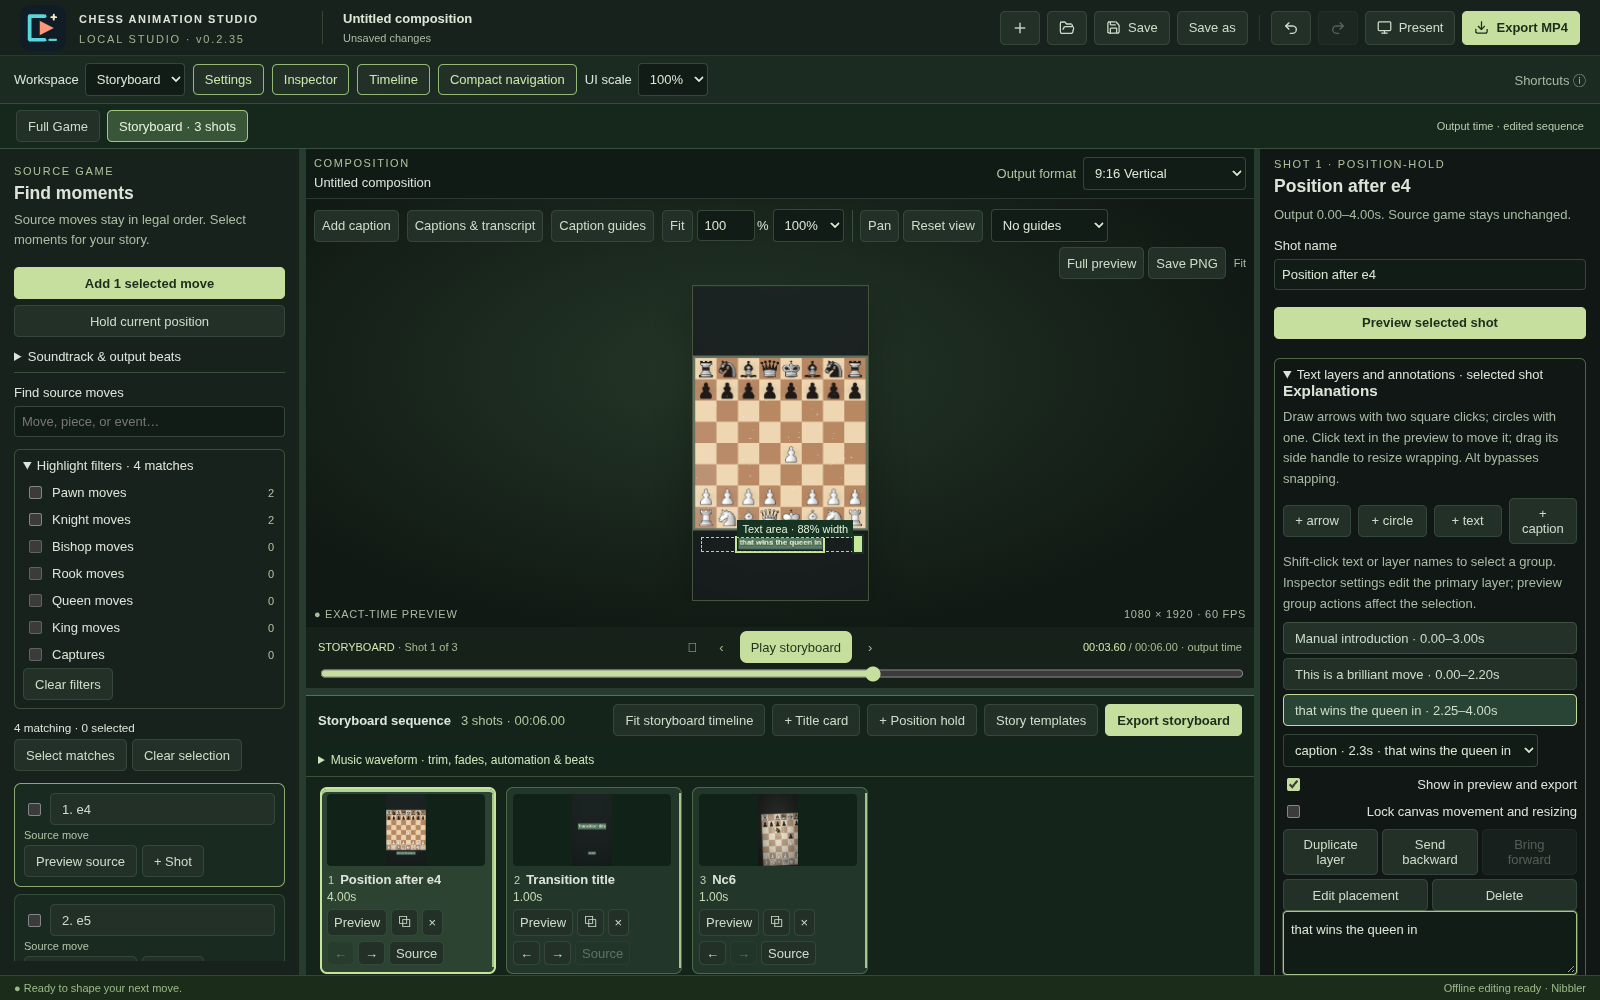 CHESS ANIMATION STUDIO
LOCAL STUDIO · v0.2.35
Untitled composition
Unsaved changes
Save
Save as
Present
Export MP4
Workspace
Storyboard
Settings
Inspector
Timeline
Compact navigation
UI scale
100%
Shortcuts ⓘ
Full Game
Storyboard · 3 shots
Output time · edited sequence
SOURCE GAME
Find moments
Source moves stay in legal order. Select
moments for your story.
Add 1 selected move
Hold current position
Soundtrack & output beats
Find source moves
Move, piece, or event…
Highlight filters · 4 matches
Pawn moves 2
Knight moves 2
Bishop moves 0
Rook moves 0
Queen moves 0
King moves 0
Captures 0
Clear filters
4 matching · 0 selected
Select matches
Clear selection
1. e4
Source move
Preview source
+ Shot
2. e5
Source move
COMPOSITION
Untitled composition
Output format
9:16 Vertical
Add caption
Captions & transcript
Caption guides
Fit
100
%
100%
Pan
Reset view
No guides
Full preview
Save PNG
Fit
Text area · 88% width
that wins the queen in
● EXACT-TIME PREVIEW
1080 × 1920 · 60 FPS
STORYBOARD · Shot 1 of 3
‹
Play storyboard
›
00:03.60 / 00:06.00 · output time
Storyboard sequence
3 shots · 00:06.00
Fit storyboard timeline
+ Title card
+ Position hold
Story templates
Export storyboard
Music waveform · trim, fades, automation & beats
1 Position after e4
4.00s
Preview
×
← → Source
2 Transition title
1.00s
Preview
×
← → Source
3 Nc6
1.00s
Preview
×
← → Source
SHOT 1 · POSITION-HOLD
Position after e4
Output 0.00–4.00s. Source game stays unchanged.
Shot name
Position after e4
Preview selected shot
Text layers and annotations · selected shot
Explanations
Draw arrows with two square clicks; circles with
one. Click text in the preview to move it; drag its
side handle to resize wrapping. Alt bypasses
snapping.
+ arrow
+ circle
+ text
+
caption
Shift-click text or layer names to select a group.
Inspector settings edit the primary layer; preview
group actions affect the selection.
Manual introduction · 0.00–3.00s
This is a brilliant move · 0.00–2.20s
that wins the queen in · 2.25–4.00s
caption · 2.3s · that wins the queen in
Show in preview and export
Lock canvas movement and resizing
Duplicate
layer
Send
backward
Bring
forward
Edit placement
Delete
that wins the queen in
● Ready to shape your next move.
Offline editing ready · Nibbler